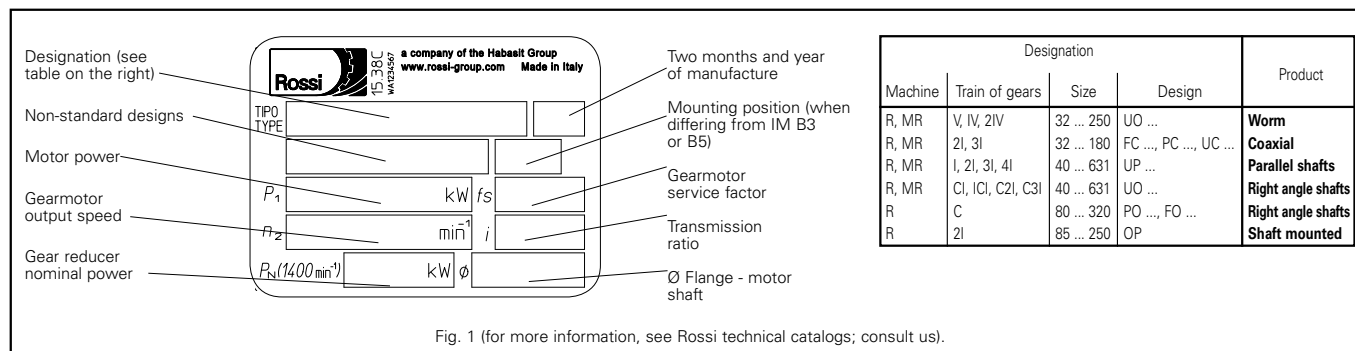 Designation (see
table on the right)
Non-standard designs
Motor power
Gearmotor
output speed
Gear reducer
nominal power
Rossi
15.38C
WA1234567
a company of the Habasit Group
www.rossi-group.com Made in Italy
TIPO
TYPE
P₁ kW fs
n₂ min⁻¹ i
P_N (1400 min⁻¹) kW ø
Two months and year
of manufacture
Mounting position (when
differing from IM B3
or B5)
Gearmotor
service factor
Transmission
ratio
Ø Flange - motor
shaft
Designation Product
Machine Train of gears Size Design
R, MR V, IV, 2IV 32 ... 250 UO ... Worm
R, MR 2I, 3I 32 ... 180 FC ..., PC ..., UC ... Coaxial
R, MR I, 2I, 3I, 4I 40 ... 631 UP ... Parallel shafts
R, MR CI, ICI, C2I, C3I 40 ... 631 UO ... Right angle shafts
R C 80 ... 320 PO ..., FO ... Right angle shafts
R 2I 85 ... 250 OP Shaft mounted
Fig. 1 (for more information, see Rossi technical catalogs; consult us).